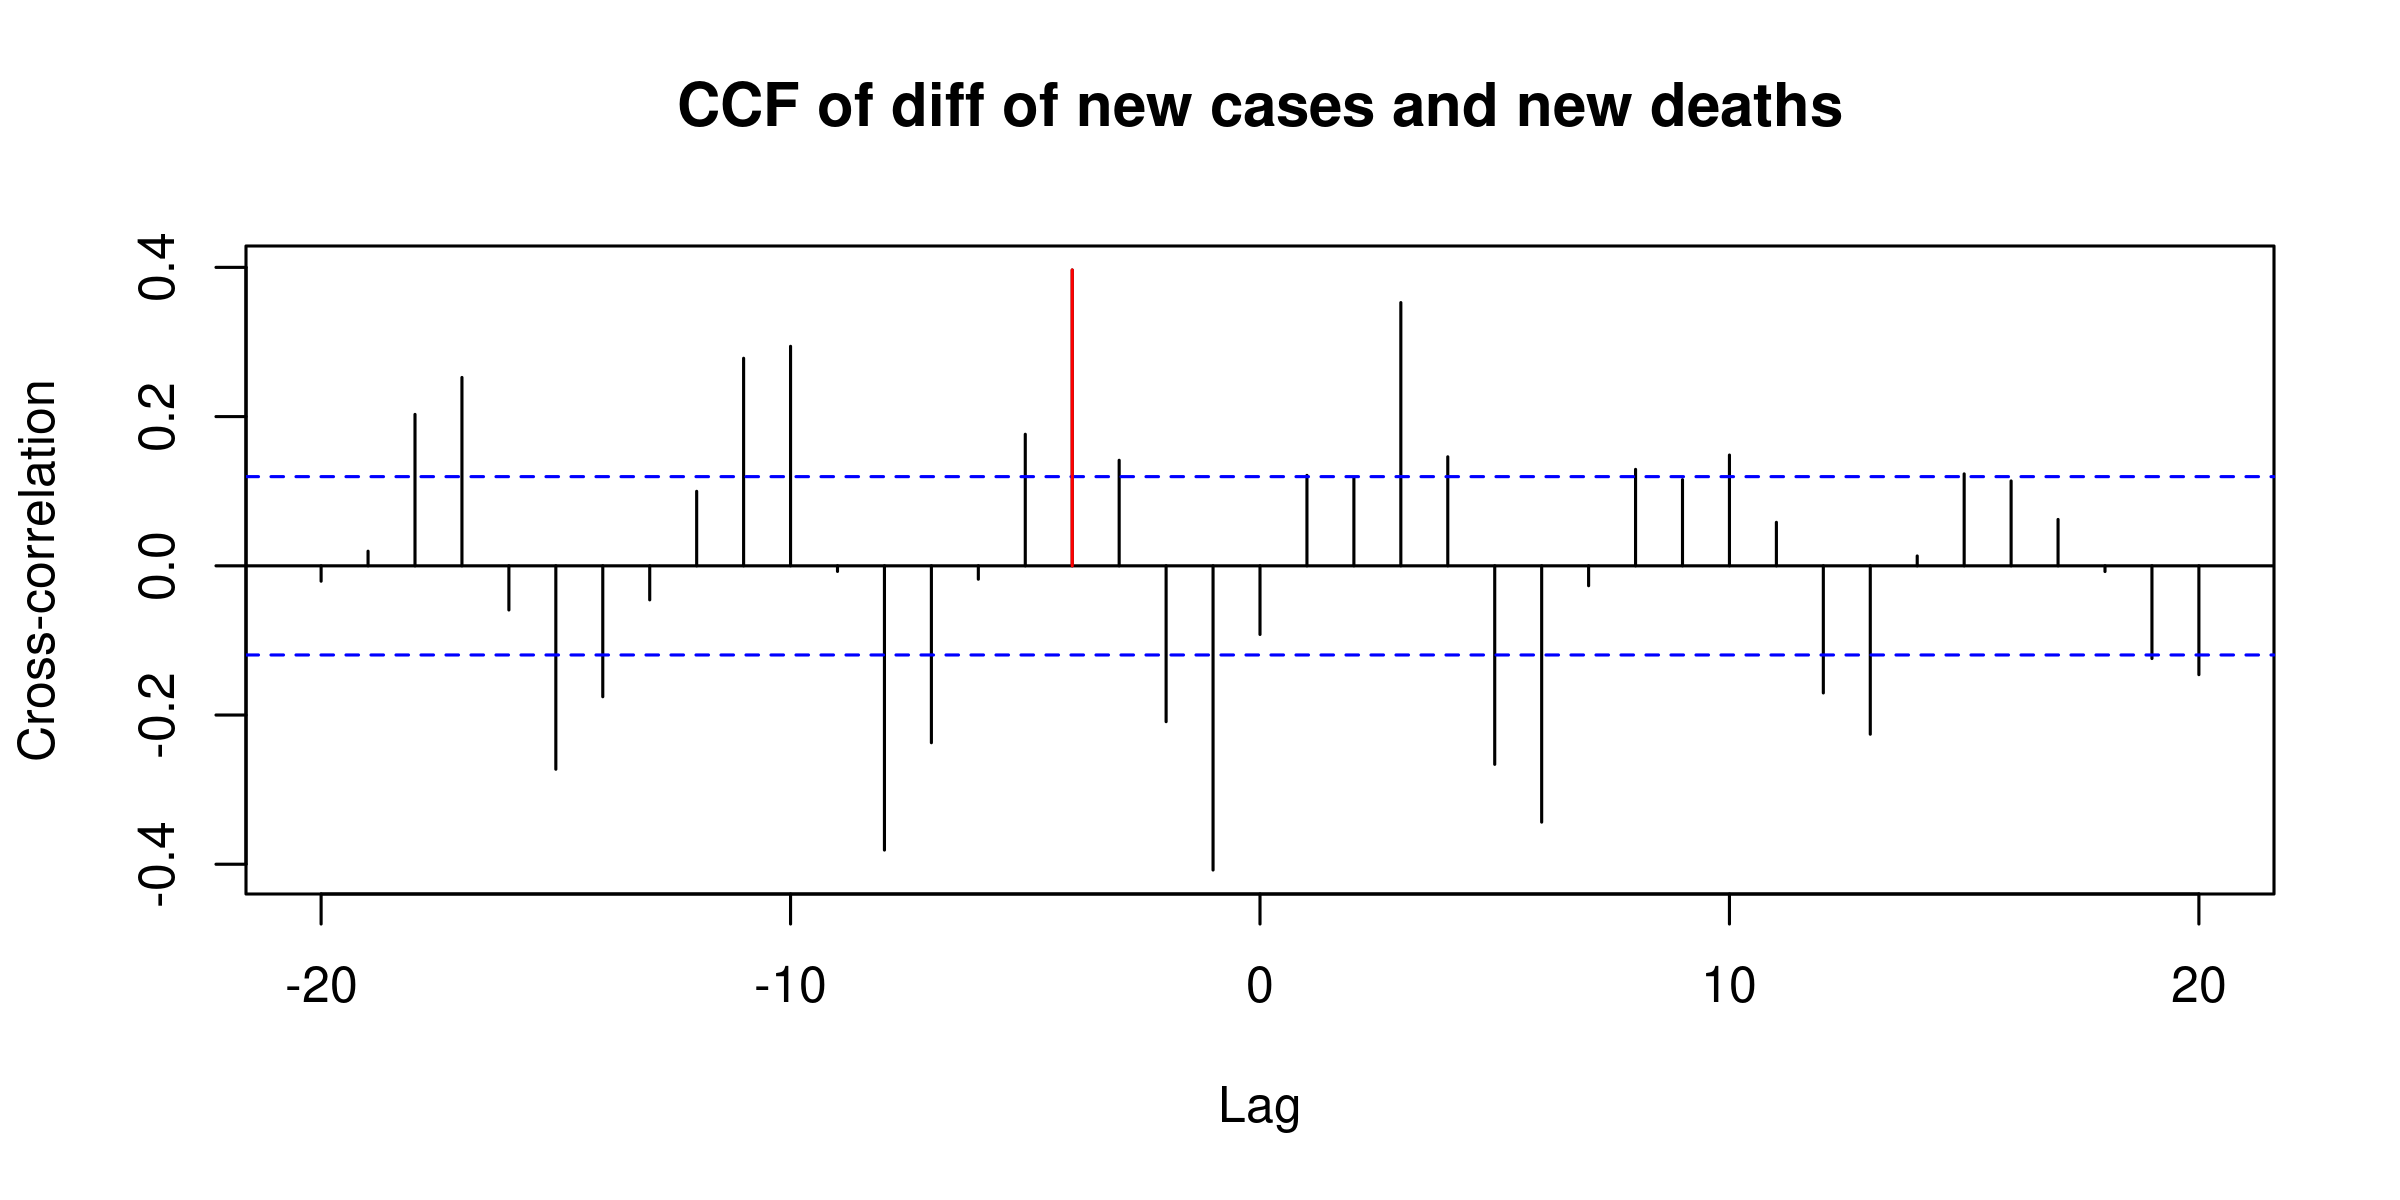 CCF of diff of new cases and new deaths
Cross-correlation
0.4
0.2
0.0
-0.2
-0.4
-20 -10 0 10 20
Lag